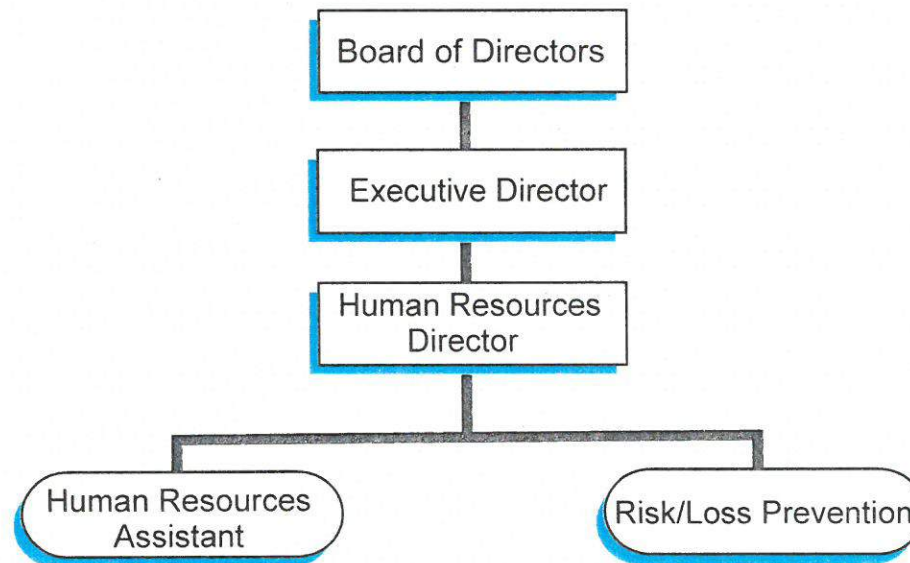 Board of Directors
Executive Director
Human Resources
Director
Human Resources
Assistant
Risk/Loss Prevention